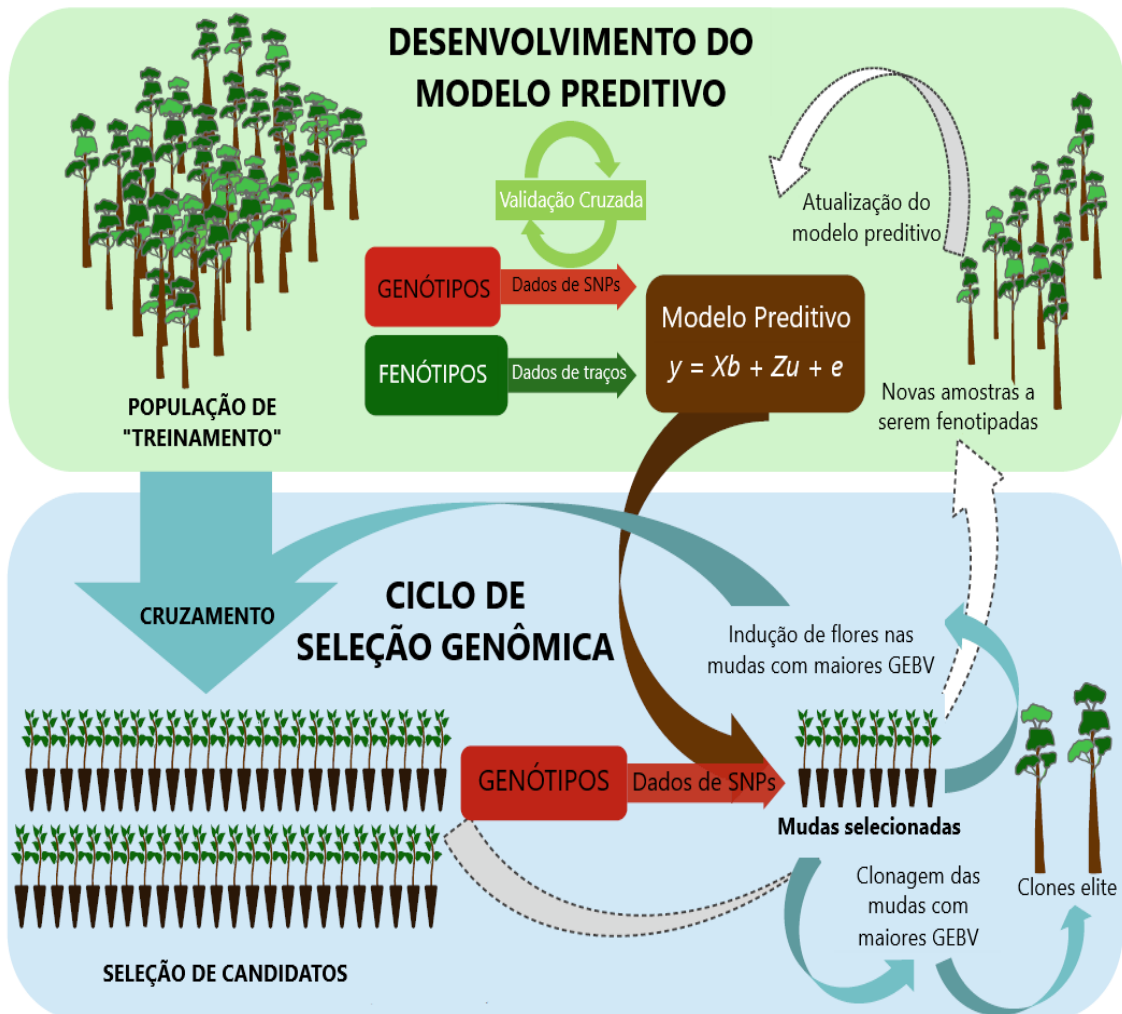 DESENVOLVIMENTO DO
MODELO PREDITIVO
Validação Cruzada
Atualização do
modelo preditivo
GENÓTIPOS
Dados de SNPs
FENÓTIPOS
Dados de traços
Modelo Preditivo
y = Xb + Zu + e
Novas amostras a
serem fenotipadas
POPULAÇÃO DE
"TREINAMENTO"
CRUZAMENTO
CICLO DE
SELEÇÃO GENÔMICA
Indução de flores nas
mudas com maiores GEBV
GENÓTIPOS
Dados de SNPs
Mudas selecionadas
Clonagem das
mudas com
maiores GEBV
Clones elite
SELEÇÃO DE CANDIDATOS